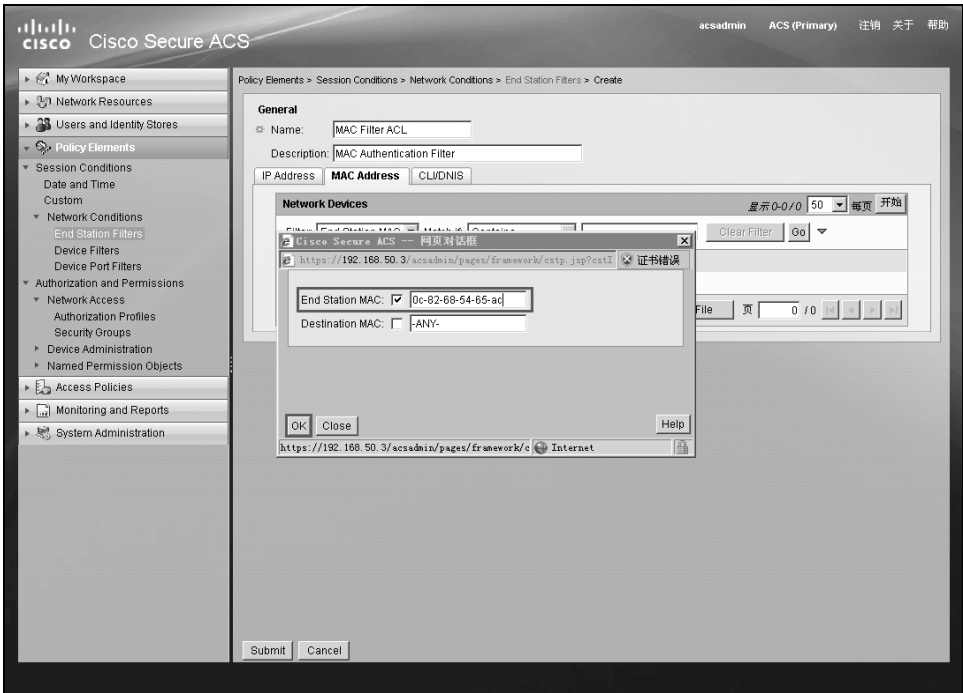 acsadmin ACS (Primary) 注销 关于 帮助
CISCO Cisco Secure ACS
My Workspace
Network Resources
Users and Identity Stores
Policy Elements
Session Conditions
Date and Time
Custom
Network Conditions
End Station Filters
Device Filters
Device Port Filters
Authorization and Permissions
Network Access
Authorization Profiles
Security Groups
Device Administration
Named Permission Objects
Access Policies
Monitoring and Reports
System Administration
Policy Elements > Session Conditions > Network Conditions > End Station Filters > Create
General
Name: MAC Filter ACL
Description: MAC Authentication Filter
IP Address MAC Address CLI/DNIS
Network Devices 显示 0-0 / 0 50 每页 开始
Filter: End Station MAC Match if: Contains Clear Filter Go
Cisco Secure ACS -- 网页对话框
https://192.168.50.3/acsadmin/pages/framework/cstp.jsp?cstI 证书错误
End Station MAC: 0c-82-68-54-65-ac
Destination MAC: -ANY-
File 页 0 / 0
OK Close Help
https://192.168.50.3/acsadmin/pages/framework/c Internet
Submit Cancel